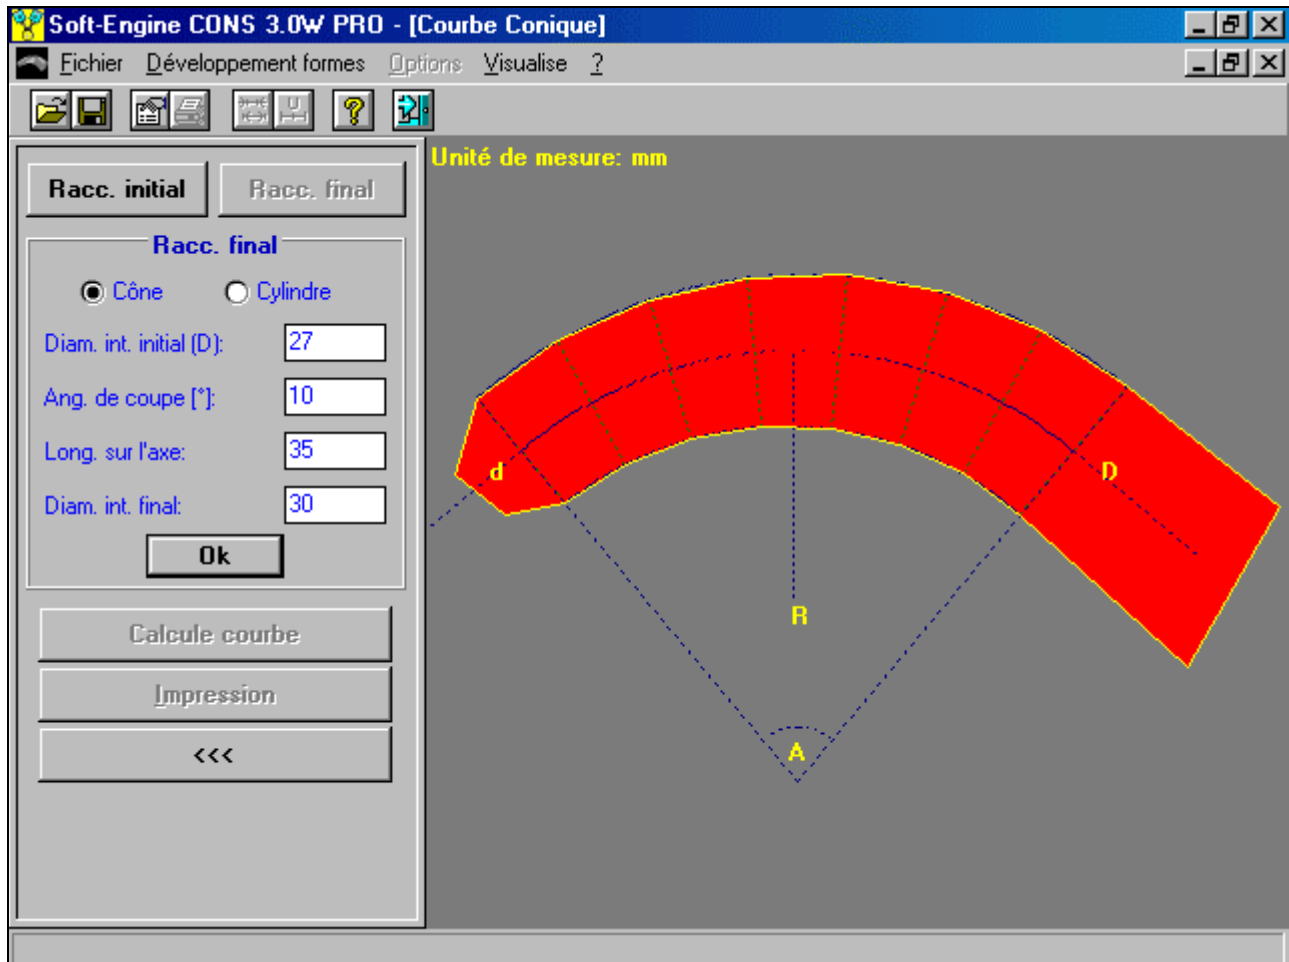 Soft-Engine CONS 3.0W PRO - [Courbe Conique]
Fichier Développement formes Options Visualise ?
Unité de mesure: mm
Racc. initial Racc. final
Racc. final
Cône Cylindre
Diam. int. initial (D): 27
Ang. de coupe [°]: 10
Long. sur l'axe: 35
Diam. int. final: 30
Ok
Calcule courbe
Impression
<<<
d
D
R
A